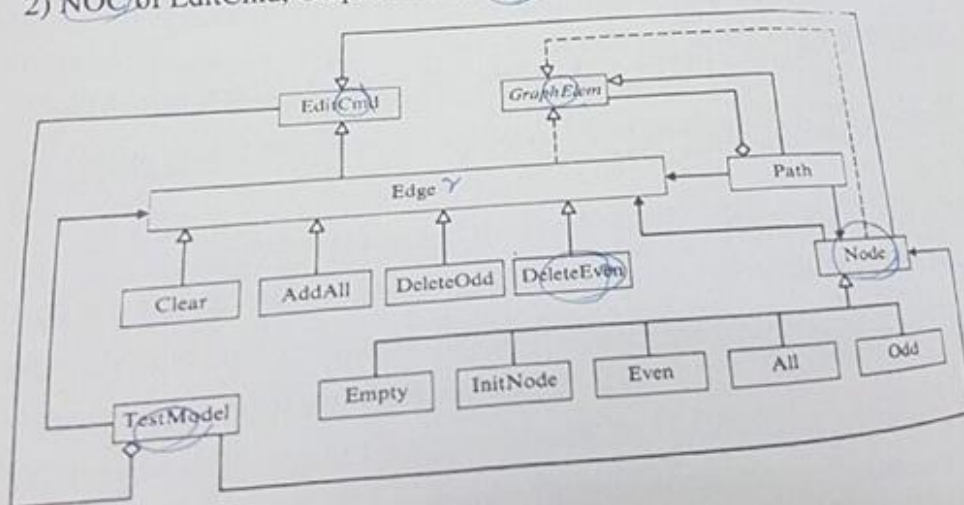 2) NOC of EditCmd,
EditCmd
GraphElem
Path
Edge γ
Node
Clear
AddAll
DeleteOdd
DeleteEven
Empty
InitNode
Even
All
Odd
TestModel